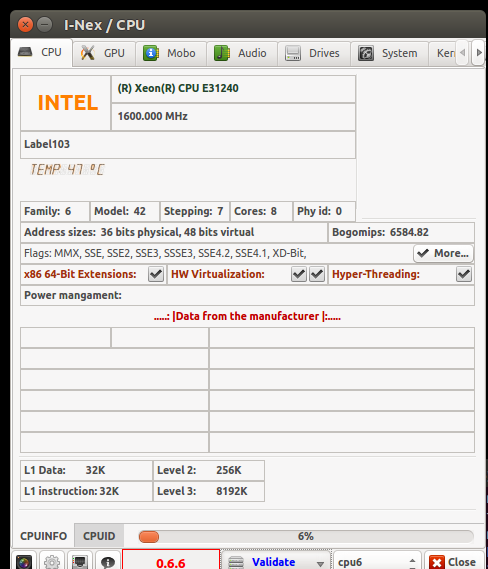 I-Nex / CPU
CPU GPU Mobo Audio Drives System Kern
INTEL
(R) Xeon(R) CPU E31240
1600.000 MHz
Label103
TEMP: 47 °C
Family: 6 Model: 42 Stepping: 7 Cores: 8 Phy id: 0
Address sizes: 36 bits physical, 48 bits virtual Bogomips: 6584.82
Flags: MMX, SSE, SSE2, SSE3, SSSE3, SSE4.2, SSE4.1, XD-Bit, More...
x86 64-Bit Extensions: HW Virtualization: Hyper-Threading:
Power mangament:
.....: |Data from the manufacturer |:.....
L1 Data: 32K Level 2: 256K
L1 instruction: 32K Level 3: 8192K
CPUINFO CPUID 6%
0.6.6 Validate cpu6 Close